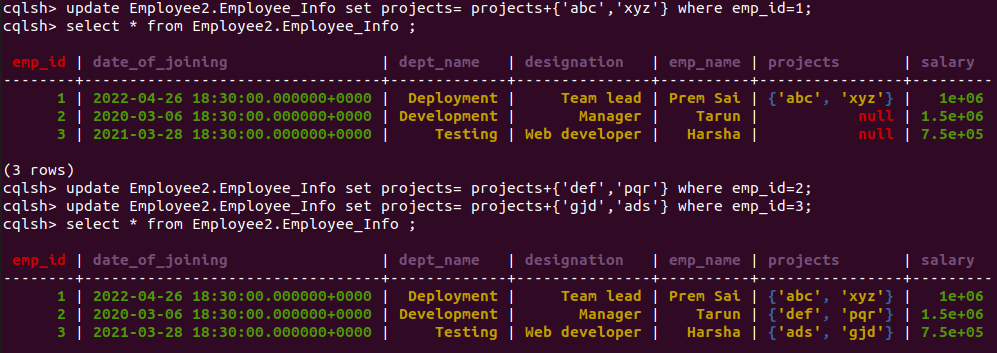 cqlsh> update Employee2.Employee_Info set projects= projects+{'abc','xyz'} where emp_id=1;
cqlsh> select * from Employee2.Employee_Info ;
 emp_id | date_of_joining                 | dept_name   | designation   | emp_name | projects       | salary
--------+---------------------------------+-------------+---------------+----------+----------------+---------
      1 | 2022-04-26 18:30:00.000000+0000 |  Deployment |     Team lead | Prem Sai | {'abc', 'xyz'} |   1e+06
      2 | 2020-03-06 18:30:00.000000+0000 | Development |       Manager |    Tarun |           null | 1.5e+06
      3 | 2021-03-28 18:30:00.000000+0000 |     Testing | Web developer |   Harsha |           null | 7.5e+05
(3 rows)
cqlsh> update Employee2.Employee_Info set projects= projects+{'def','pqr'} where emp_id=2;
cqlsh> update Employee2.Employee_Info set projects= projects+{'gjd','ads'} where emp_id=3;
cqlsh> select * from Employee2.Employee_Info ;
 emp_id | date_of_joining                 | dept_name   | designation   | emp_name | projects       | salary
--------+---------------------------------+-------------+---------------+----------+----------------+---------
      1 | 2022-04-26 18:30:00.000000+0000 |  Deployment |     Team lead | Prem Sai | {'abc', 'xyz'} |   1e+06
      2 | 2020-03-06 18:30:00.000000+0000 | Development |       Manager |    Tarun | {'def', 'pqr'} | 1.5e+06
      3 | 2021-03-28 18:30:00.000000+0000 |     Testing | Web developer |   Harsha | {'ads', 'gjd'} | 7.5e+05